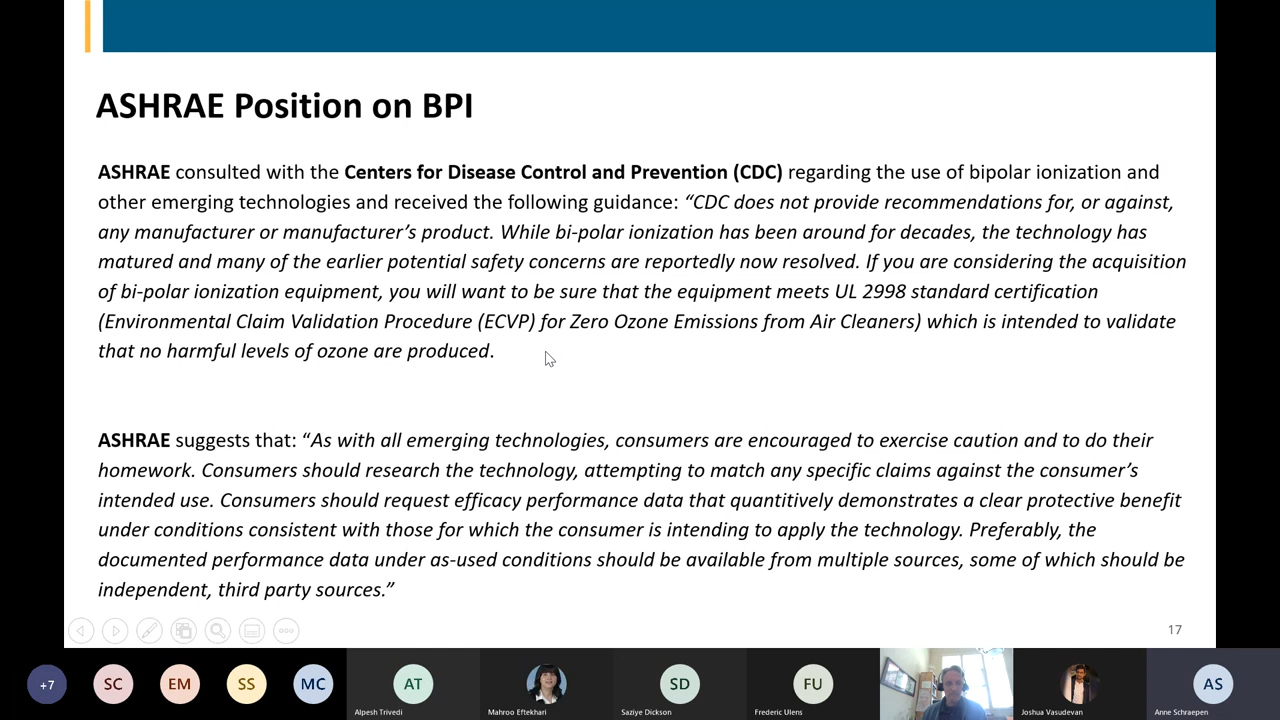 ASHRAE Position on BPI
ASHRAE consulted with the Centers for Disease Control and Prevention (CDC) regarding the use of bipolar ionization and
other emerging technologies and received the following guidance: “CDC does not provide recommendations for, or against,
any manufacturer or manufacturer’s product. While bi-polar ionization has been around for decades, the technology has
matured and many of the earlier potential safety concerns are reportedly now resolved. If you are considering the acquisition
of bi-polar ionization equipment, you will want to be sure that the equipment meets UL 2998 standard certification
(Environmental Claim Validation Procedure (ECVP) for Zero Ozone Emissions from Air Cleaners) which is intended to validate
that no harmful levels of ozone are produced.
ASHRAE suggests that: “As with all emerging technologies, consumers are encouraged to exercise caution and to do their
homework. Consumers should research the technology, attempting to match any specific claims against the consumer’s
intended use. Consumers should request efficacy performance data that quantitively demonstrates a clear protective benefit
under conditions consistent with those for which the consumer is intending to apply the technology. Preferably, the
documented performance data under as-used conditions should be available from multiple sources, some of which should be
independent, third party sources.”
17
+7 SC EM SS MC AT SD FU AS
Alpesh Trivedi Mahroo Eftekhari Saziye Dickson Frederic Ulens Joshua Vasudevan Anne Schraepen